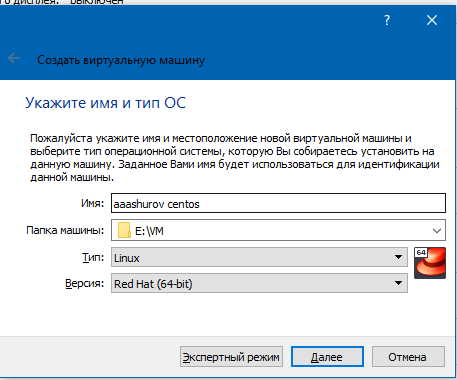 го дисплея: Выключен
?
Создать виртуальную машину
Укажите имя и тип ОС
Пожалуйста укажите имя и местоположение новой виртуальной машины и
выберите тип операционной системы, которую Вы собираетесь установить на
данную машину. Заданное Вами имя будет использоваться для идентификации
данной машины.
Имя: aaashurov centos
Папка машины: E:\VM
Тип: Linux
64
Версия: Red Hat (64-bit)
Экспертный режим Далее Отмена